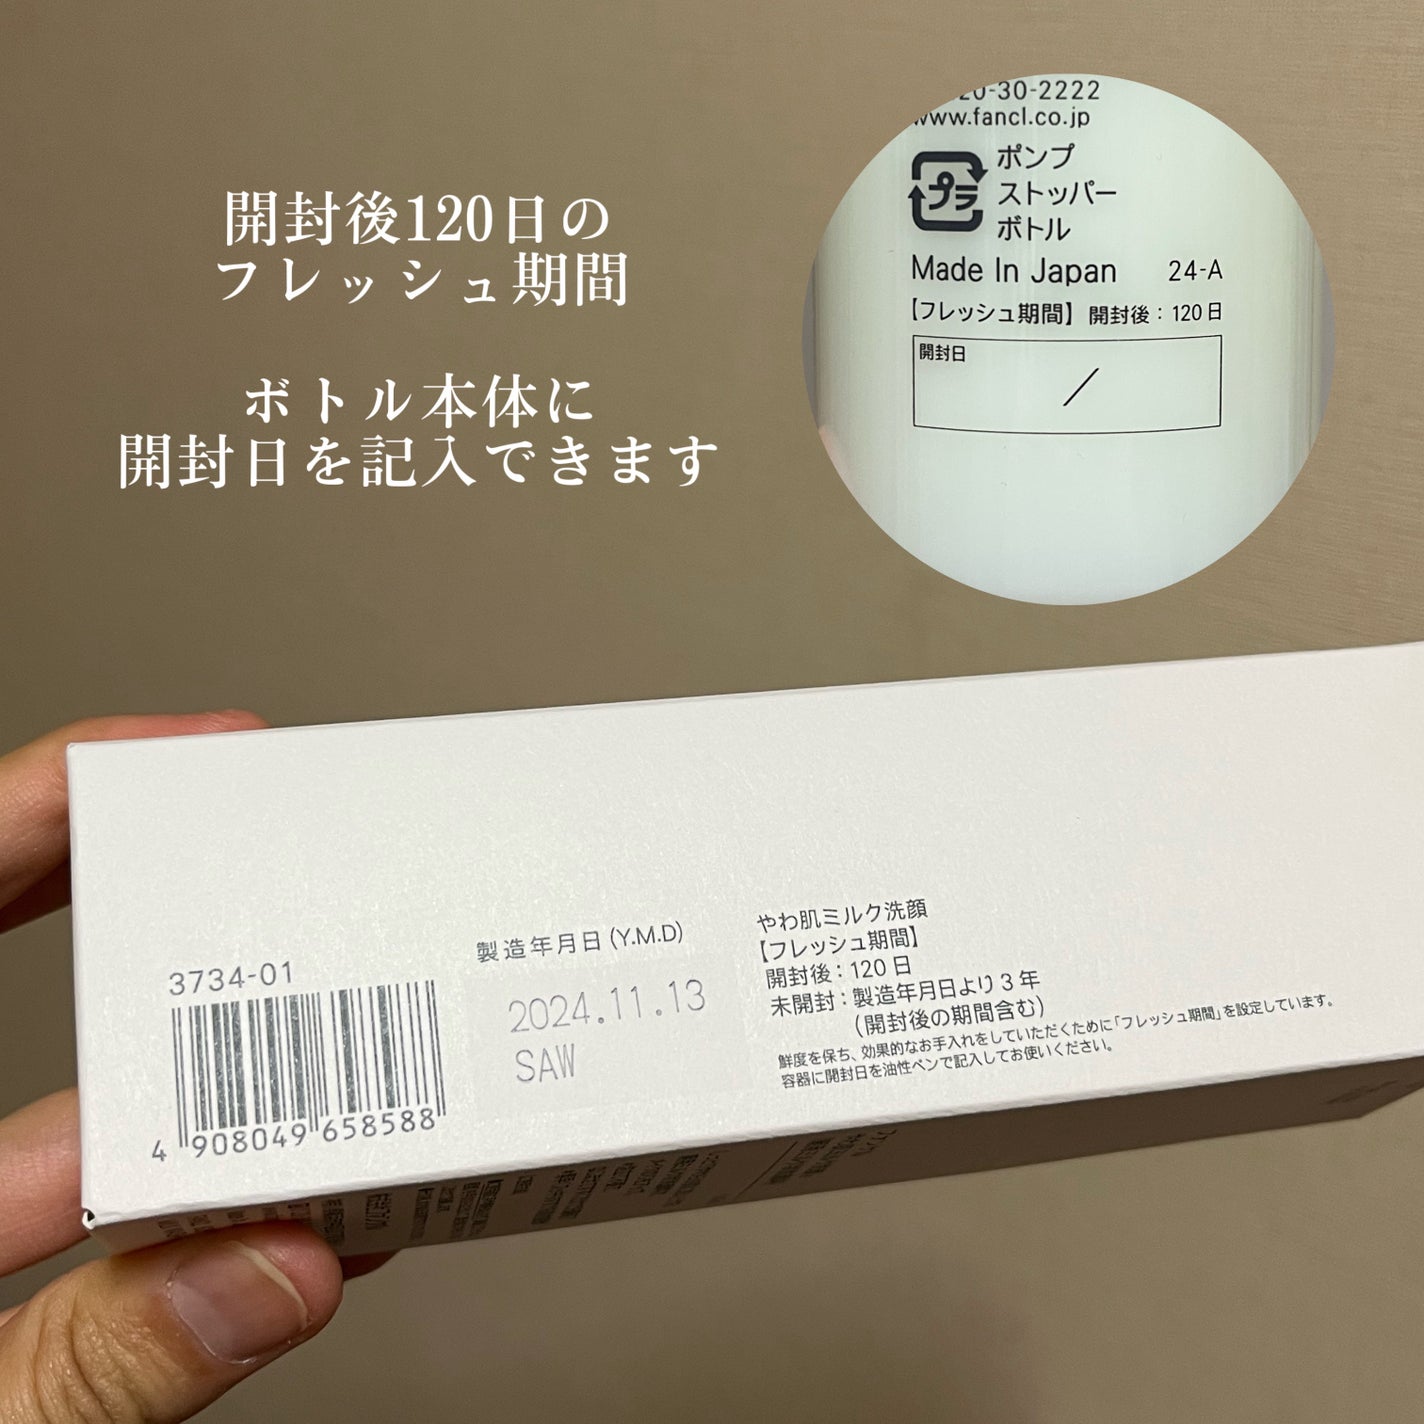 開封後120日の
フレッシュ期間
ボトル本体に
開封日を記入できます
20-30-2222
www.fancl.co.jp
プラ
ポンプ
ストッパー
ボトル
Made In Japan 24-A
【フレッシュ期間】 開封後：120日
開封日
／
3734-01
4 908049 658588
製造年月日(Y.M.D)
2024.11.13
SAW
やわ肌ミルク洗顔
【フレッシュ期間】
開封後：120日
未開封：製造年月日より3年
（開封後の期間含む）
鮮度を保ち、効果的なお手入れをしていただくために「フレッシュ期間」を設定しています。
容器に開封日を油性ペンで記入してお使いください。